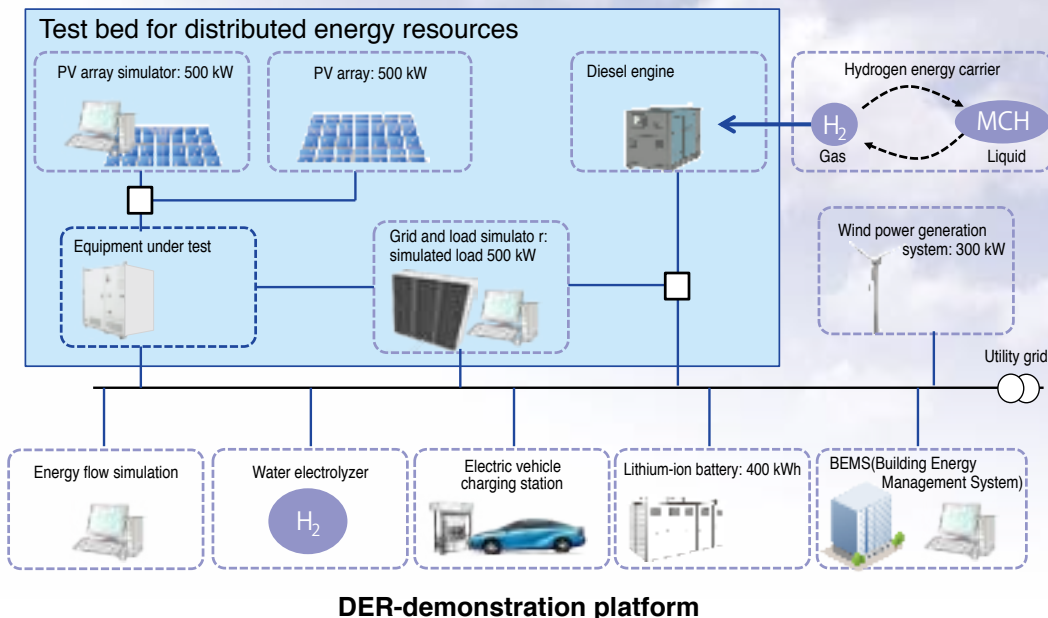 Test bed for distributed energy resources
PV array simulator: 500 kW
PV array: 500 kW
Diesel engine
Hydrogen energy carrier
H2
Gas
MCH
Liquid
Equipment under test
Grid and load simulato r:
simulated load 500 kW
Wind power generation
system: 300 kW
Utility grid
Energy flow simulation
Water electrolyzer
H2
Electric vehicle
charging station
Lithium-ion battery: 400 kWh
BEMS(Building Energy
Management System)
DER-demonstration platform